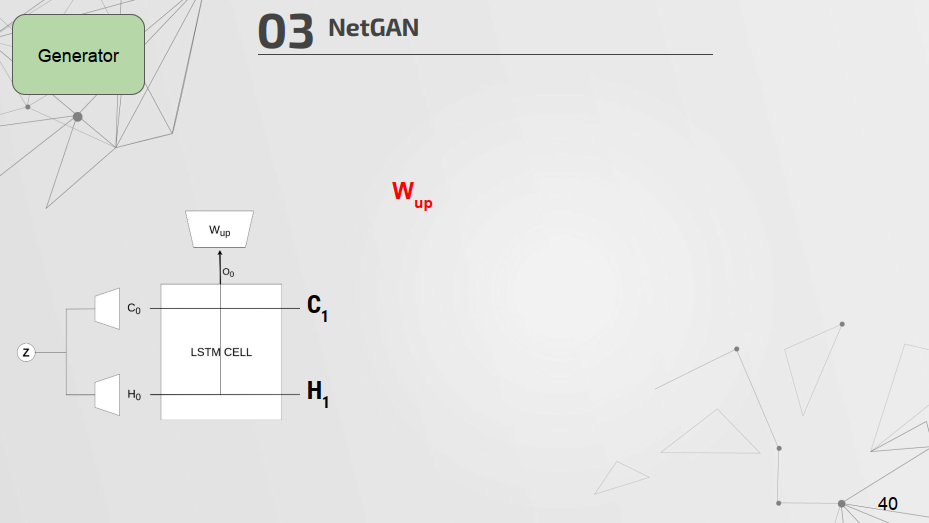 Generator
03 NetGAN
Wup
Wup
O0
C0
C1
Z
LSTM CELL
H0
H1
40